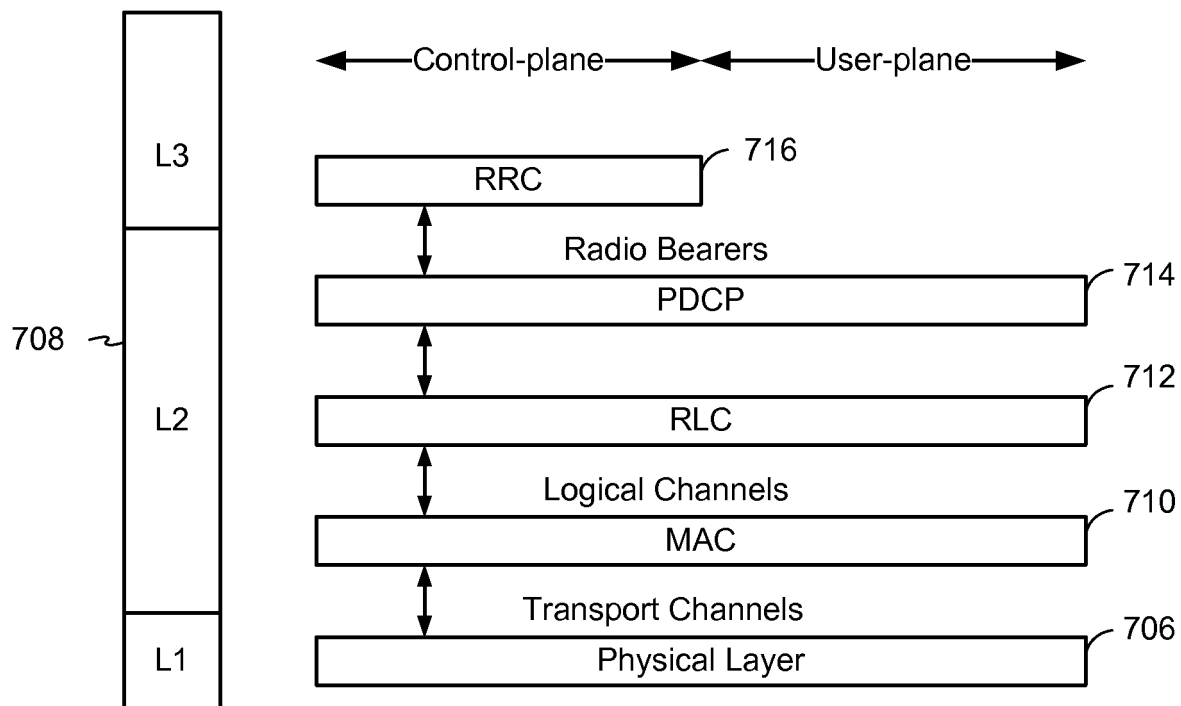 Control-plane
User-plane
L3
716
RRC
Radio Bearers
714
PDCP
708
712
L2
RLC
Logical Channels
710
MAC
Transport Channels
706
L1
Physical Layer